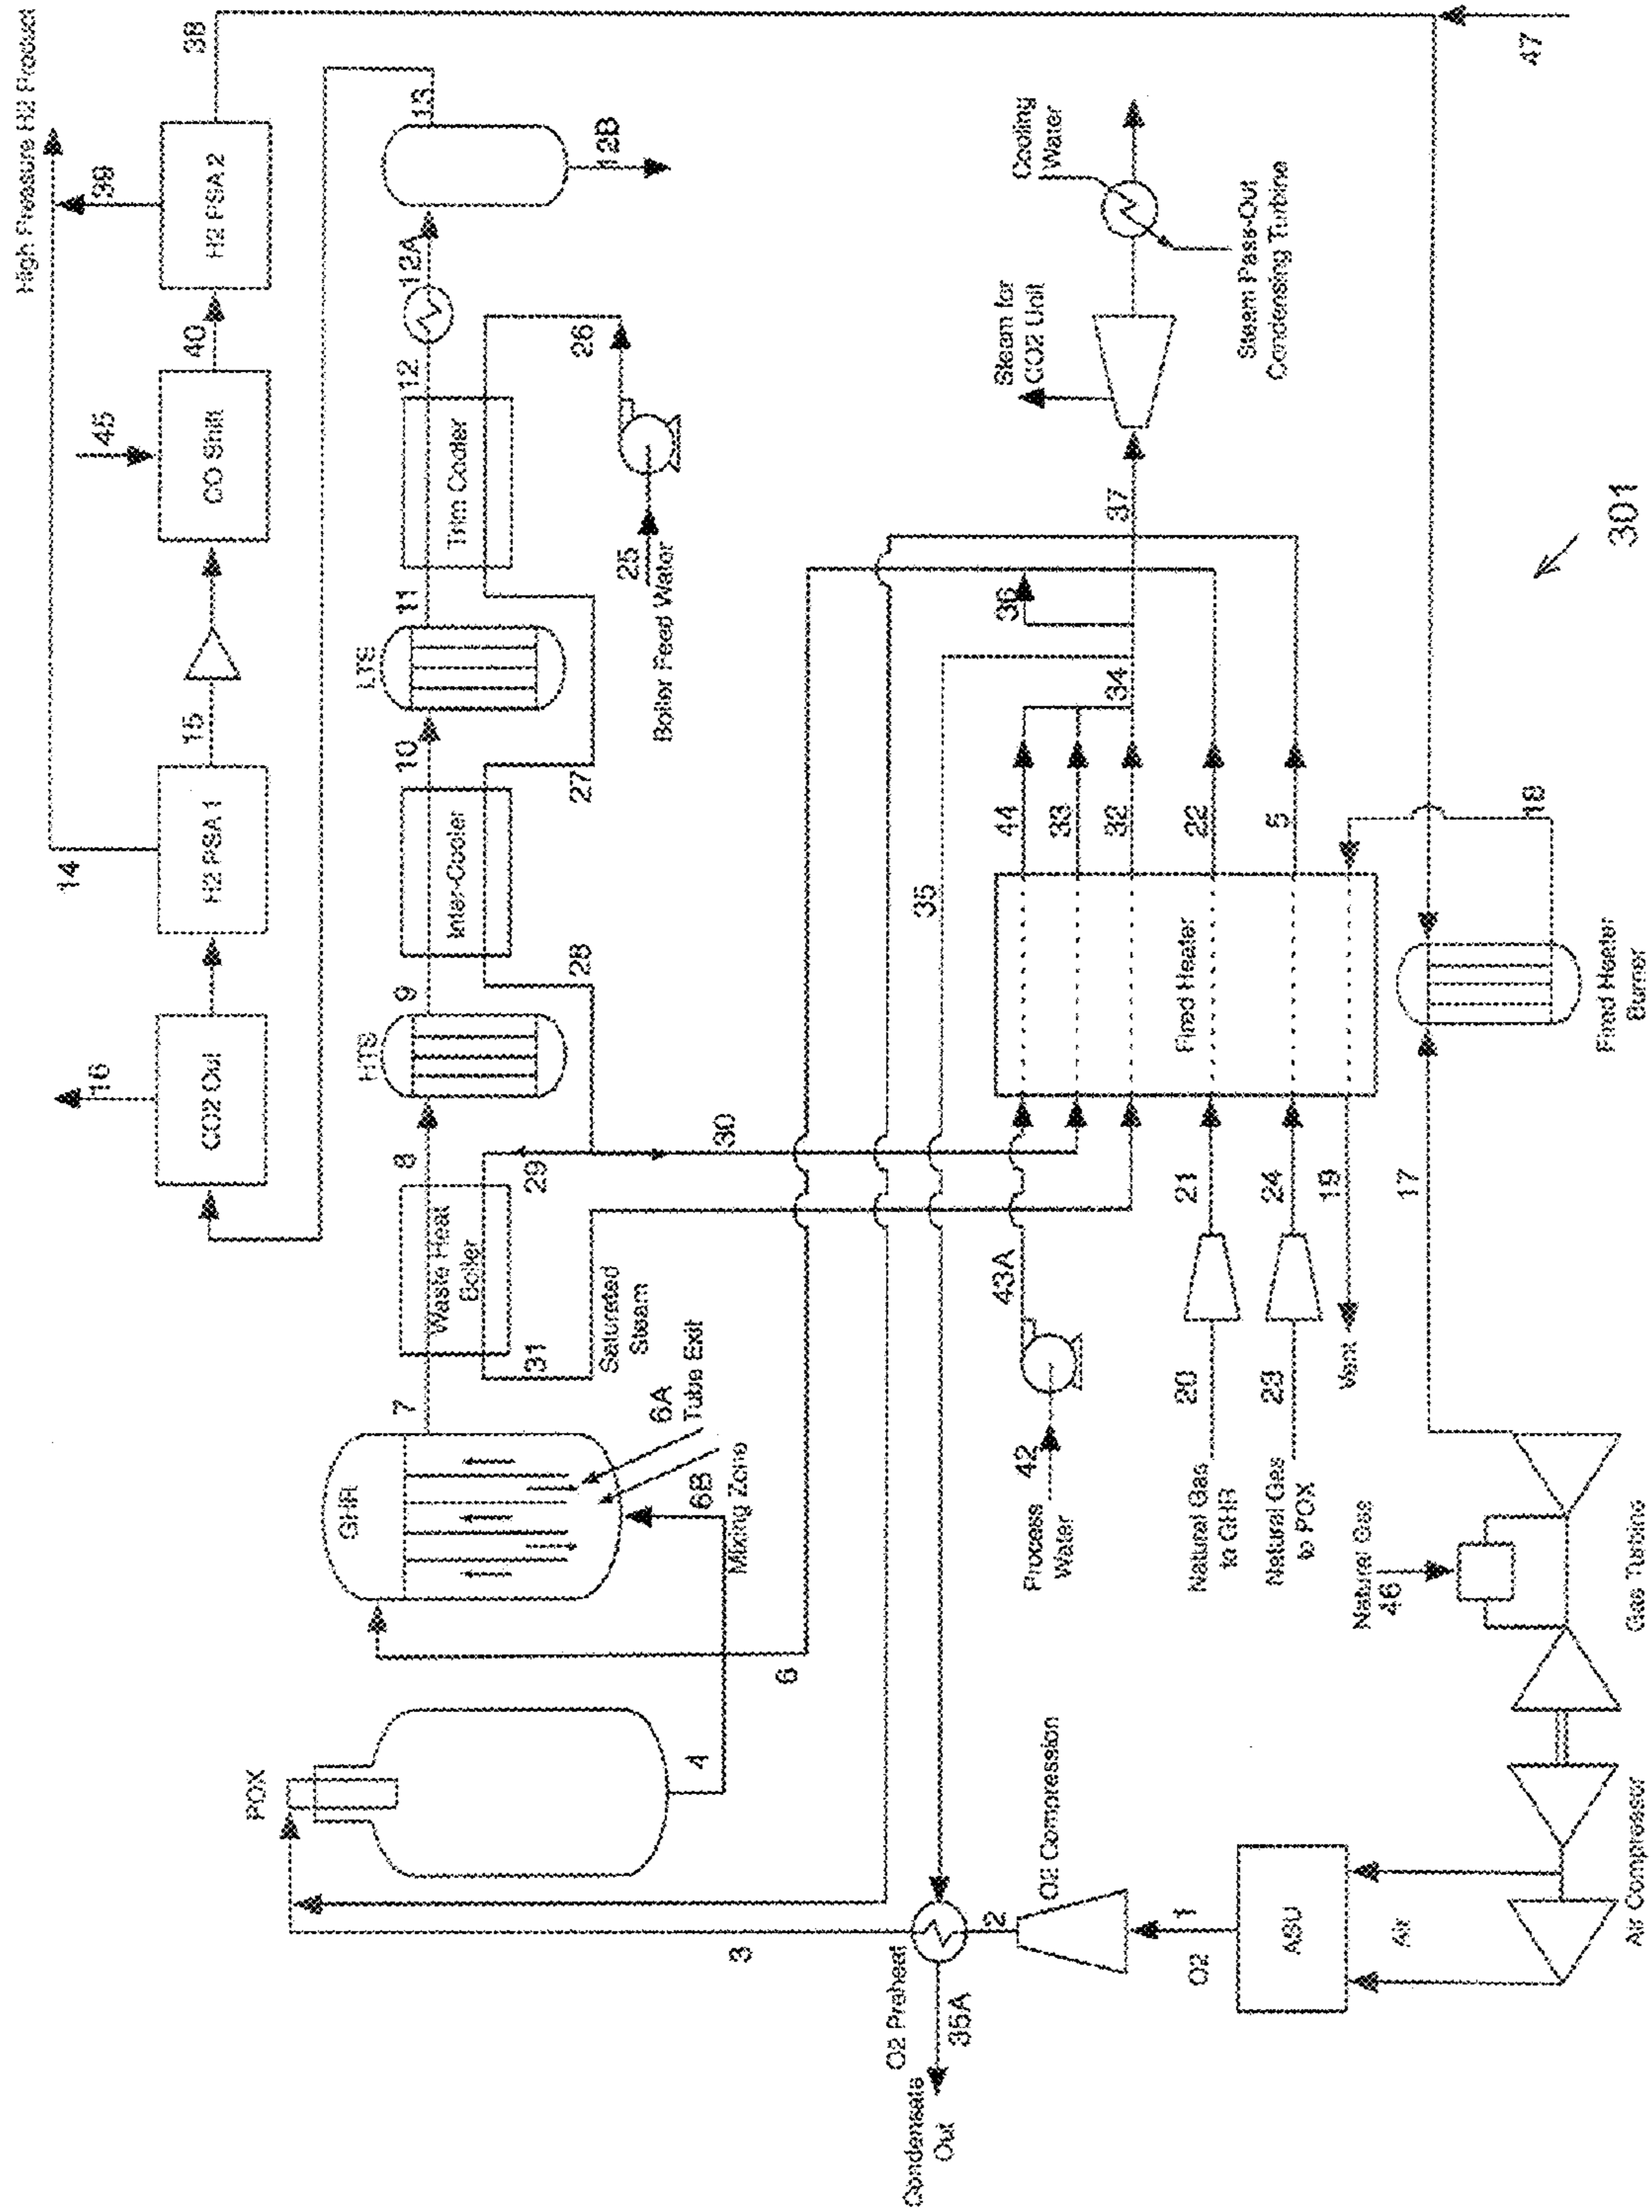 High Pressure H2 Product
14
16
45
39
15
40
38
CO2 Out
H2 PSA 1
CO Shift
H2 PSA 2
POX
GHR
HTS
LTS
7
8
9
10
11
12
12A
13
Waste Heat
Boiler
Inter-Cooler
Trim Cooler
31
29
28
27
26
12B
Saturated
Steam
25
Boiler Feed Water
6A
Tube Exit
6B
Mixing Zone
4
6
30
3
O2 Preheat
Condensate
Out
35A
35
2
O2 Compression
Process
Water
42
43A
44
33
32
22
5
36
34
37
Steam for
CO2 Unit
Cooling
Water
Steam Pass-Out
Condensing Turbine
1
O2
Natural Gas
to GHR
20
21
Natural Gas
to POX
23
24
Fired Heater
Vent
19
ASU
Air
Natural Gas
46
17
18
47
Air Compressor
Gas Turbine
Fired Heater
Burner
301